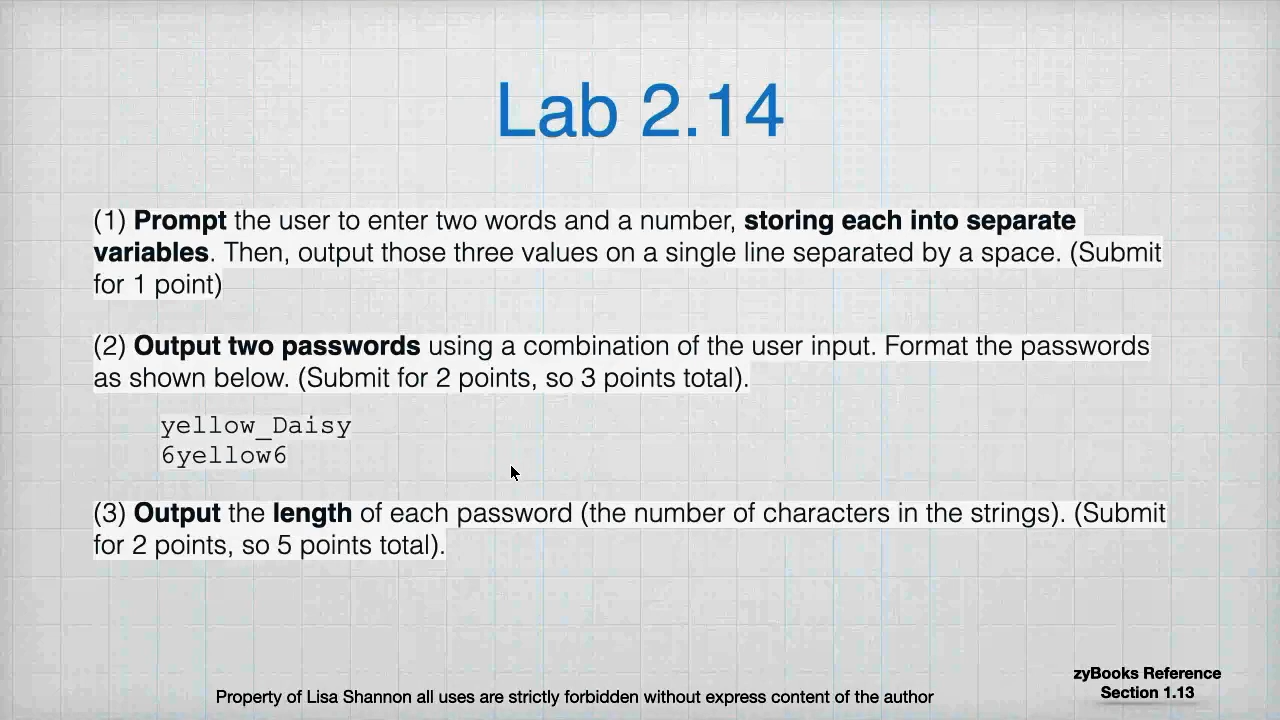 Lab 2.14
(1) Prompt the user to enter two words and a number, storing each into separate
variables. Then, output those three values on a single line separated by a space. (Submit
for 1 point)
(2) Output two passwords using a combination of the user input. Format the passwords
as shown below. (Submit for 2 points, so 3 points total).
yellow_Daisy
6yellow6
(3) Output the length of each password (the number of characters in the strings). (Submit
for 2 points, so 5 points total).
zyBooks Reference
Section 1.13
Property of Lisa Shannon all uses are strictly forbidden without express content of the author